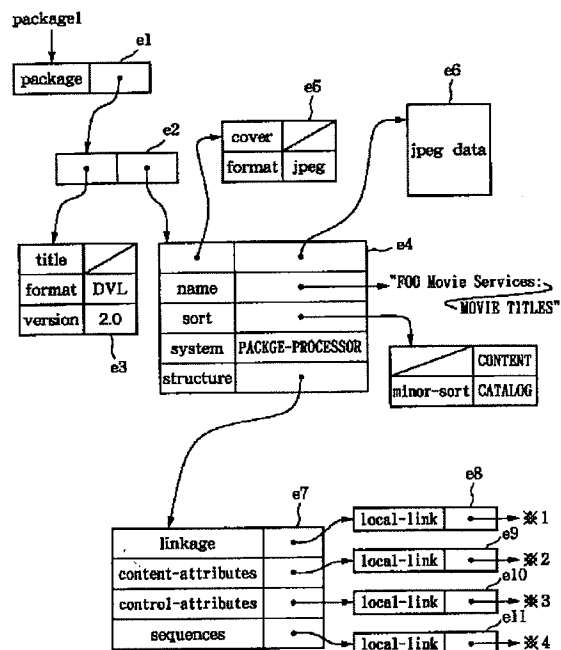 package1
e1
package
e2
e5
cover
format jpeg
e6
jpeg data
title
format DVL
version 2.0
e3
e4
name
"FOO Movie Services:
MOVIE TITLES"
sort
system PACKGE-PROCESSOR
structure
CONTENT
minor-sort CATALOG
e7
linkage
content-attributes
control-attributes
sequences
e8
local-link ※1
e9
local-link ※2
e10
local-link ※3
e11
local-link ※4